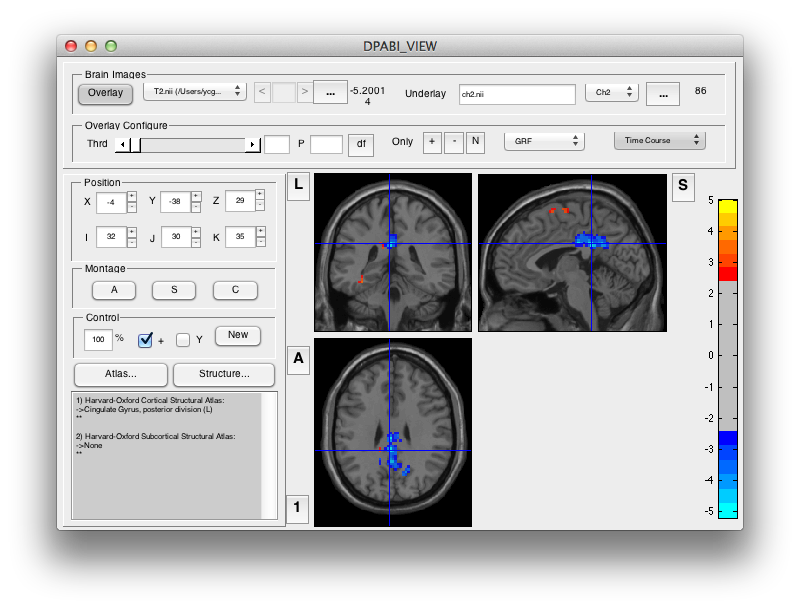 DPABI_VIEW
Brain Images
Overlay
T2.nii (/Users/ycg...
<
>
...
-5.2001
4
Underlay
ch2.nii
Ch2
...
86
Overlay Configure
Thrd
P
df
Only
+
-
N
GRF
Time Course
Position
X
-4
+
-
Y
-38
+
-
Z
29
+
-
I
32
+
-
J
30
+
-
K
35
+
-
Montage
A
S
C
Control
100
%
+
Y
New
Atlas...
Structure...
1) Harvard-Oxford Cortical Structural Atlas:
->Cingulate Gyrus, posterior division (L)
**
2) Harvard-Oxford Subcortical Structural Atlas:
->None
**
L
S
A
1
5
4
3
2
1
0
-1
-2
-3
-4
-5